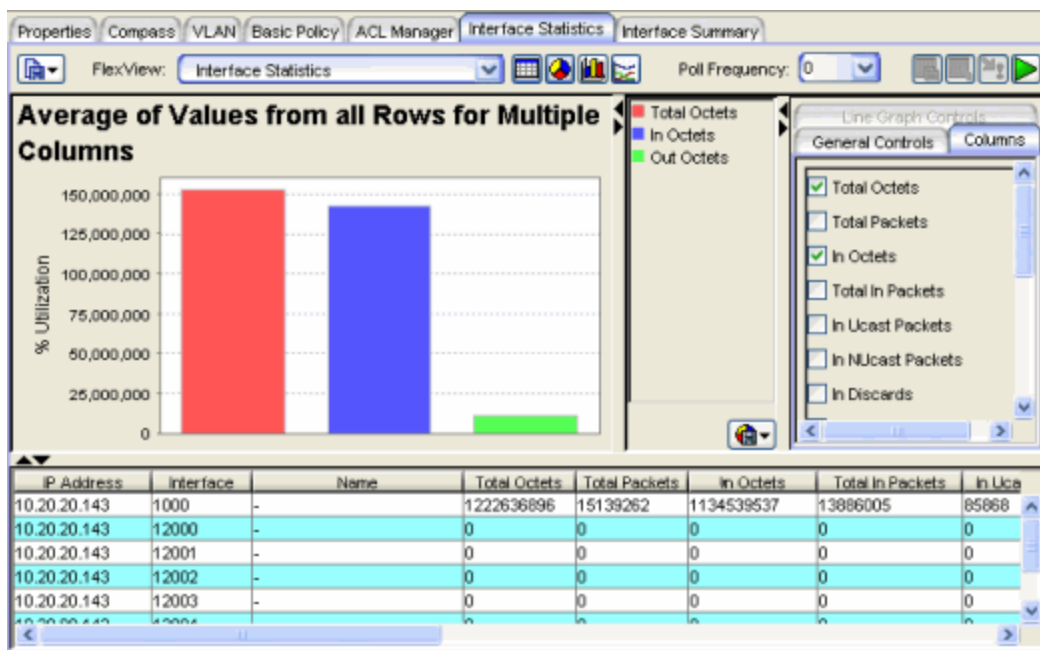 Properties Compass VLAN Basic Policy ACL Manager Interface Statistics Interface Summary
FlexView: Interface Statistics Poll Frequency: 0
Average of Values from all Rows for Multiple
Columns
% Utilization
150,000,000
125,000,000
100,000,000
75,000,000
50,000,000
25,000,000
0
Total Octets
In Octets
Out Octets
Line Graph Controls
General Controls Columns
Total Octets
Total Packets
In Octets
Total In Packets
In Ucast Packets
In NUcast Packets
In Discards
IP Address Interface Name Total Octets Total Packets In Octets Total In Packets In Uca
10.20.20.143 1000 - 1222636896 15139262 1134539537 13886005 85868
10.20.20.143 12000 - 0 0 0 0 0
10.20.20.143 12001 - 0 0 0 0 0
10.20.20.143 12002 - 0 0 0 0 0
10.20.20.143 12003 - 0 0 0 0 0